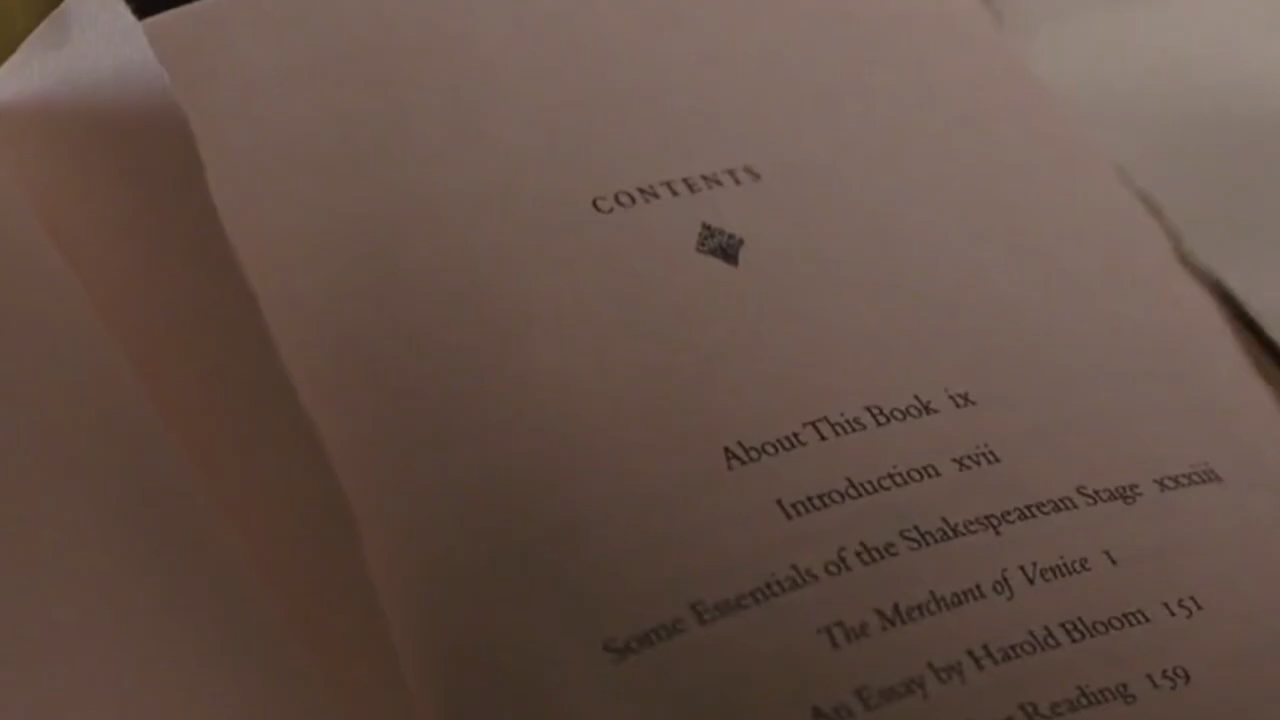 CONTENTS
About This Book ix
Introduction xvii
Some Essentials of the Shakespearean Stage xxxiii
The Merchant of Venice 1
An Essay by Harold Bloom 151
Reading 159